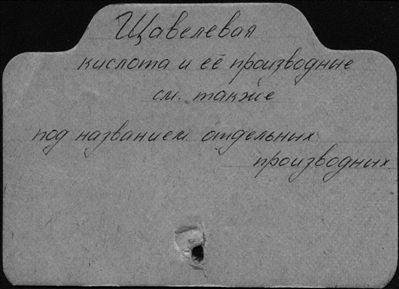 Щавелевая
кислота и её производные
см. также
под названием отдельных
производных